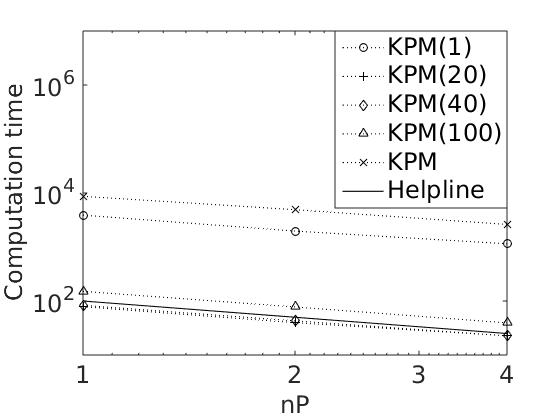 KPM(1)
KPM(20)
KPM(40)
KPM(100)
KPM
Helpline
Computation time
10^6
10^4
10^2
1
2
3
4
nP